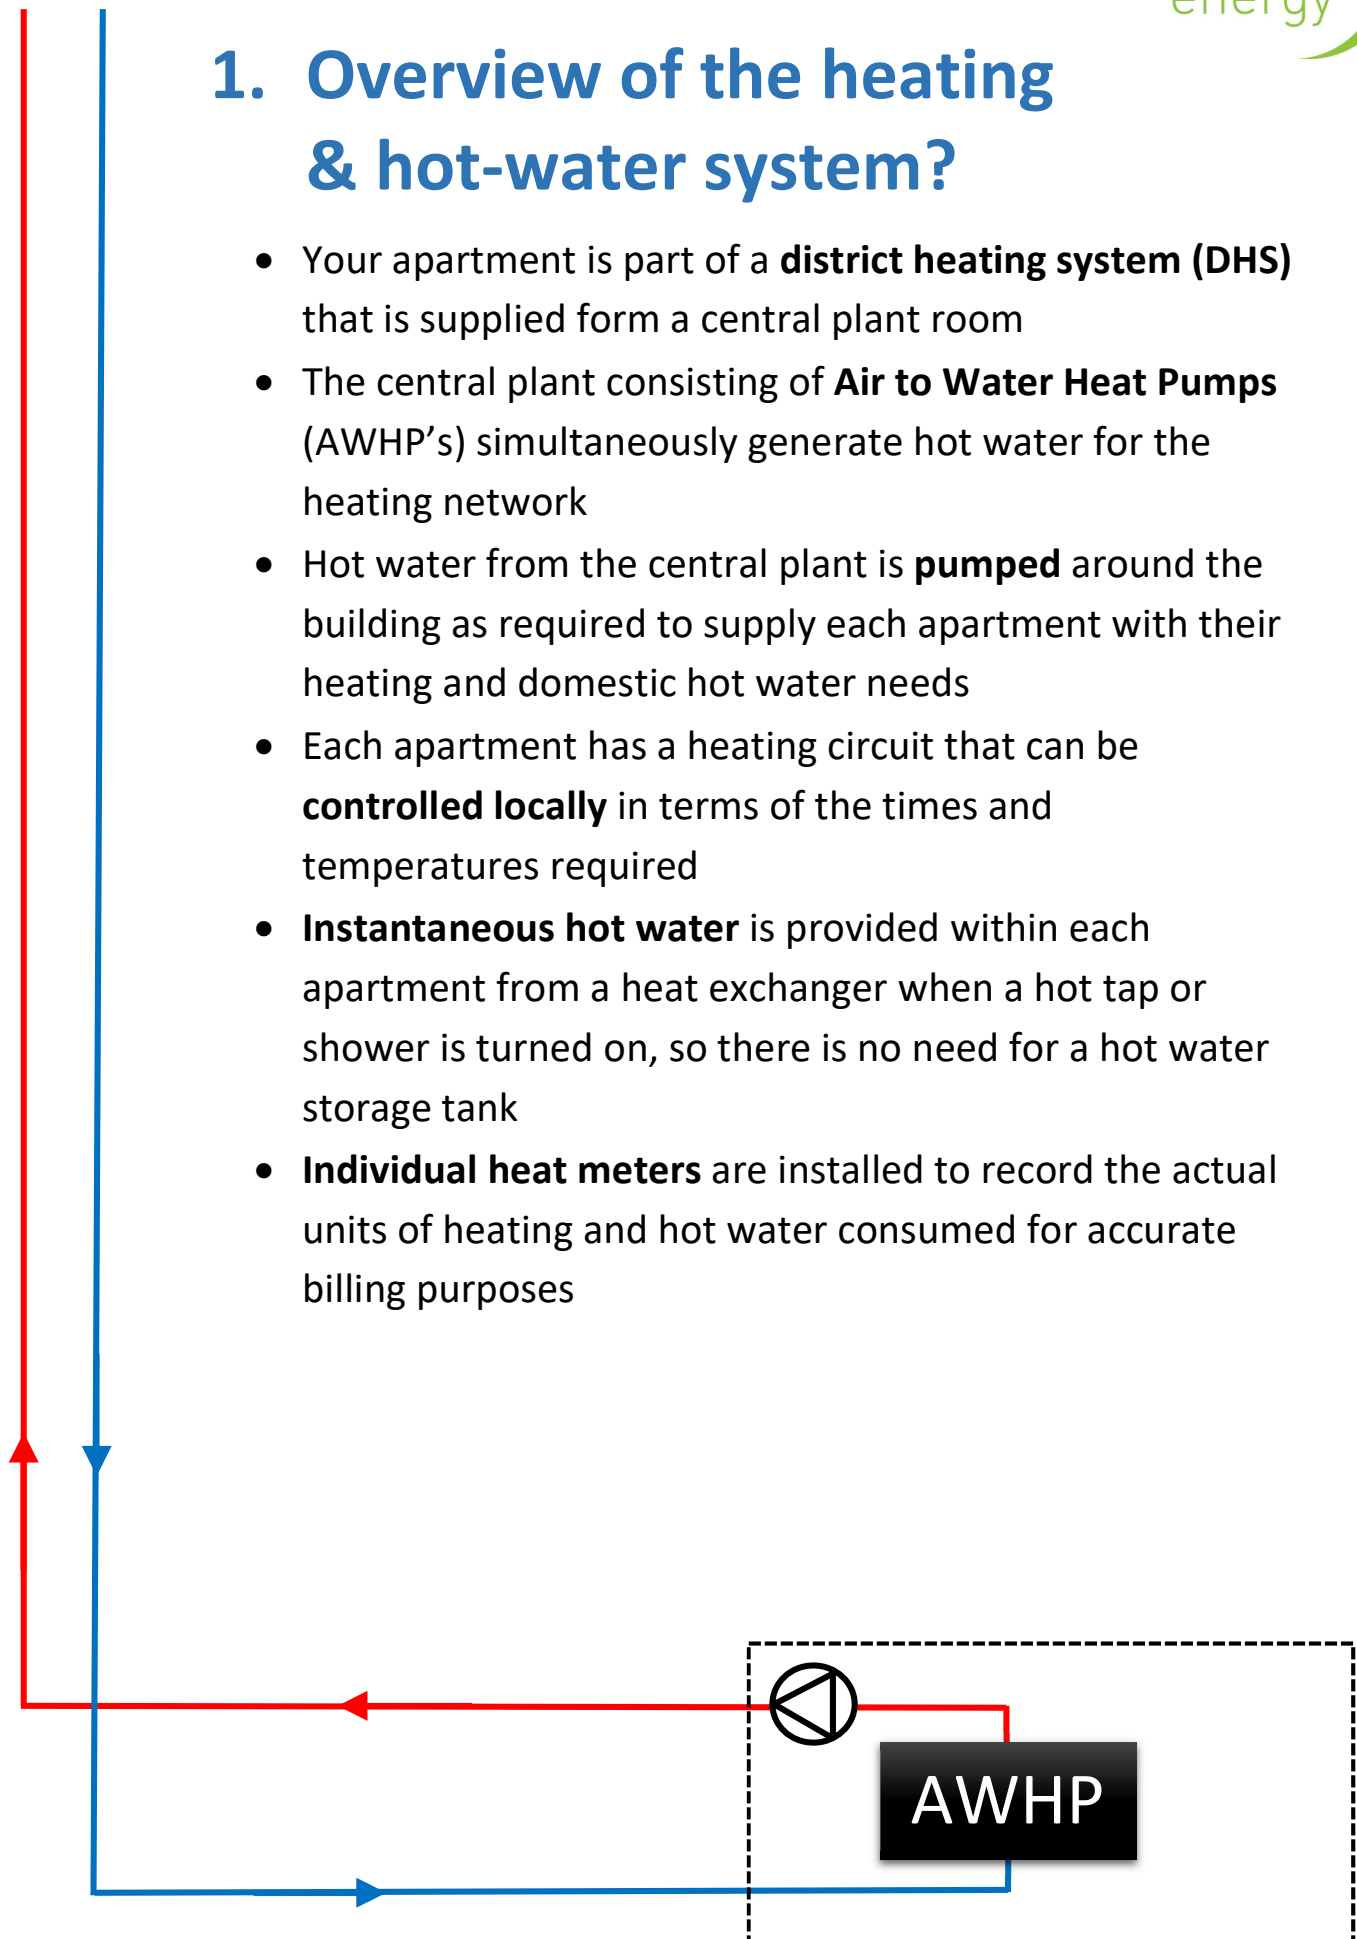 energy
1. Overview of the heating
& hot-water system?
• Your apartment is part of a district heating system (DHS)
that is supplied form a central plant room
• The central plant consisting of Air to Water Heat Pumps
(AWHP’s) simultaneously generate hot water for the
heating network
• Hot water from the central plant is pumped around the
building as required to supply each apartment with their
heating and domestic hot water needs
• Each apartment has a heating circuit that can be
controlled locally in terms of the times and
temperatures required
• Instantaneous hot water is provided within each
apartment from a heat exchanger when a hot tap or
shower is turned on, so there is no need for a hot water
storage tank
• Individual heat meters are installed to record the actual
units of heating and hot water consumed for accurate
billing purposes
AWHP